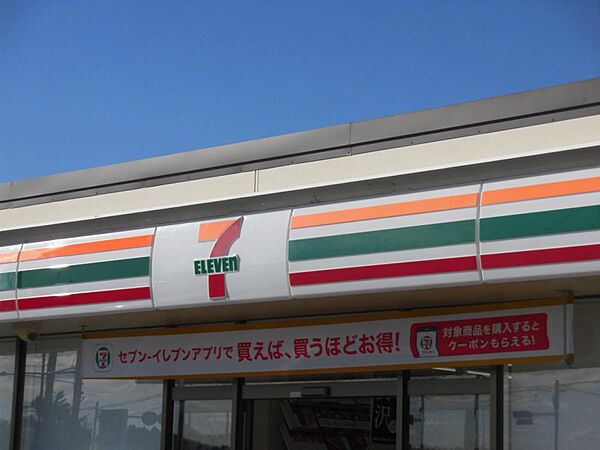 7
ELEVEn
セブン-イレブンアプリで 買えば、買うほどお得!
対象商品を購入すると
クーポンもらえる!
沢